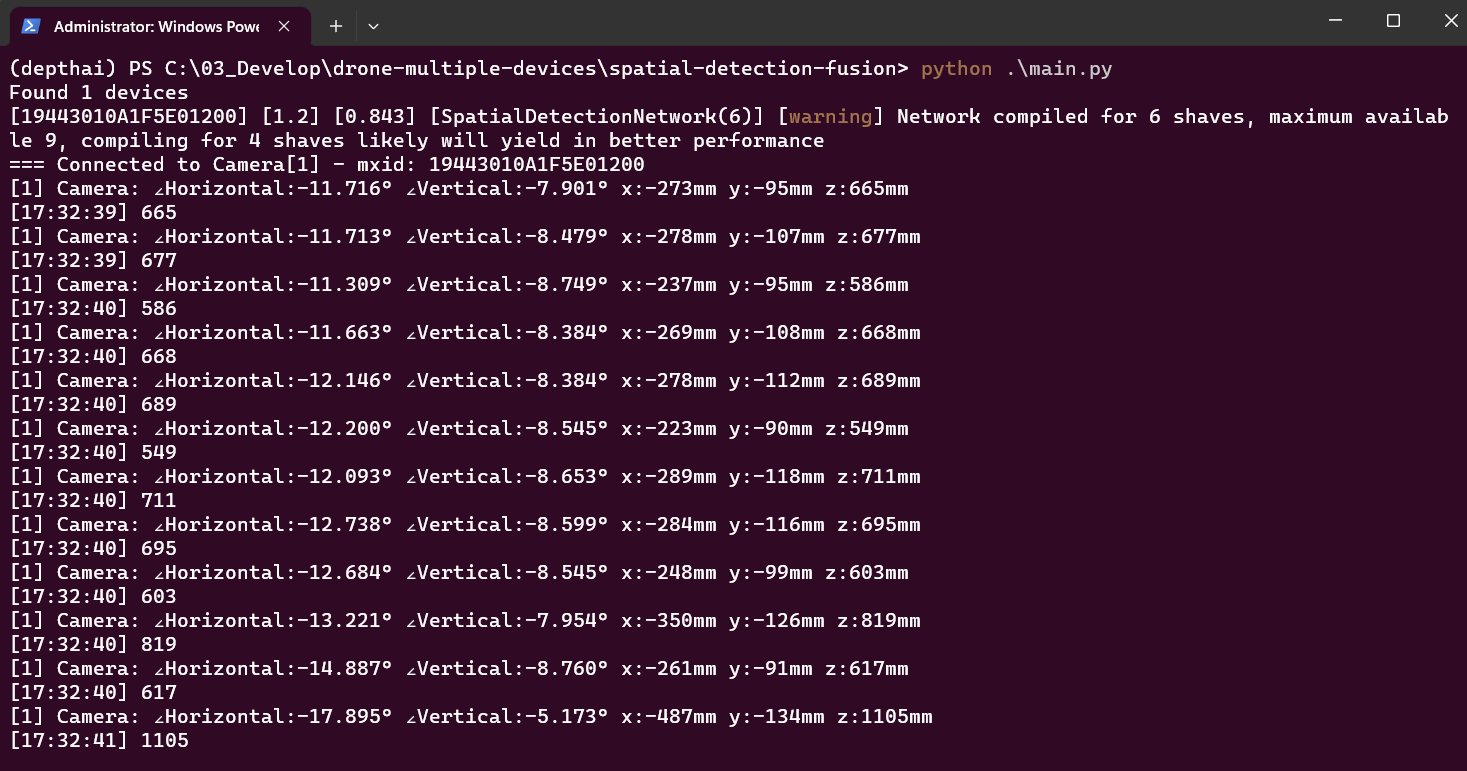 Administrator: Windows Powe
(depthai) PS C:\03_Develop\drone-multiple-devices\spatial-detection-fusion> python .\main.py
Found 1 devices
[19443010A1F5E01200] [1.2] [0.843] [SpatialDetectionNetwork(6)] [warning] Network compiled for 6 shaves, maximum availab
le 9, compiling for 4 shaves likely will yield in better performance
=== Connected to Camera[1] - mxid: 19443010A1F5E01200
[1] Camera: ∠Horizontal:-11.716° ∠Vertical:-7.901° x:-273mm y:-95mm z:665mm
[17:32:39] 665
[1] Camera: ∠Horizontal:-11.713° ∠Vertical:-8.479° x:-278mm y:-107mm z:677mm
[17:32:39] 677
[1] Camera: ∠Horizontal:-11.309° ∠Vertical:-8.749° x:-237mm y:-95mm z:586mm
[17:32:40] 586
[1] Camera: ∠Horizontal:-11.663° ∠Vertical:-8.384° x:-269mm y:-108mm z:668mm
[17:32:40] 668
[1] Camera: ∠Horizontal:-12.146° ∠Vertical:-8.384° x:-278mm y:-112mm z:689mm
[17:32:40] 689
[1] Camera: ∠Horizontal:-12.200° ∠Vertical:-8.545° x:-223mm y:-90mm z:549mm
[17:32:40] 549
[1] Camera: ∠Horizontal:-12.093° ∠Vertical:-8.653° x:-289mm y:-118mm z:711mm
[17:32:40] 711
[1] Camera: ∠Horizontal:-12.738° ∠Vertical:-8.599° x:-284mm y:-116mm z:695mm
[17:32:40] 695
[1] Camera: ∠Horizontal:-12.684° ∠Vertical:-8.545° x:-248mm y:-99mm z:603mm
[17:32:40] 603
[1] Camera: ∠Horizontal:-13.221° ∠Vertical:-7.954° x:-350mm y:-126mm z:819mm
[17:32:40] 819
[1] Camera: ∠Horizontal:-14.887° ∠Vertical:-8.760° x:-261mm y:-91mm z:617mm
[17:32:40] 617
[1] Camera: ∠Horizontal:-17.895° ∠Vertical:-5.173° x:-487mm y:-134mm z:1105mm
[17:32:41] 1105